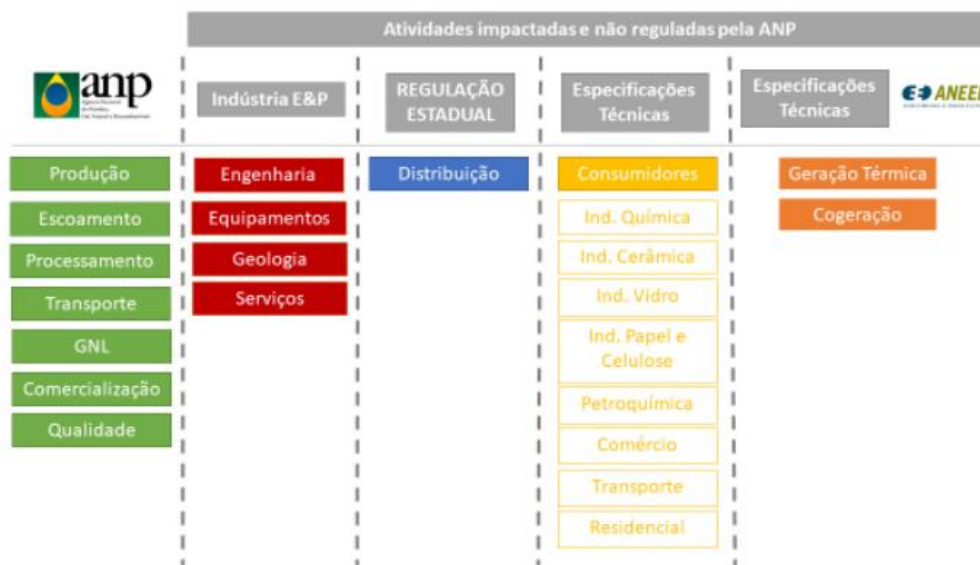 Atividades impactadas e não reguladas pela ANP
anp
Indústria E&P
REGULAÇÃO
ESTADUAL
Especificações
Técnicas
Especificações
Técnicas
ANEEL
Produção
Escoamento
Processamento
Transporte
GNL
Comercialização
Qualidade
Engenharia
Equipamentos
Geologia
Serviços
Distribuição
Consumidores
Ind. Química
Ind. Cerâmica
Ind. Vidro
Ind. Papel e
Celulose
Petroquímica
Comércio
Transporte
Residencial
Geração Térmica
Cogeração